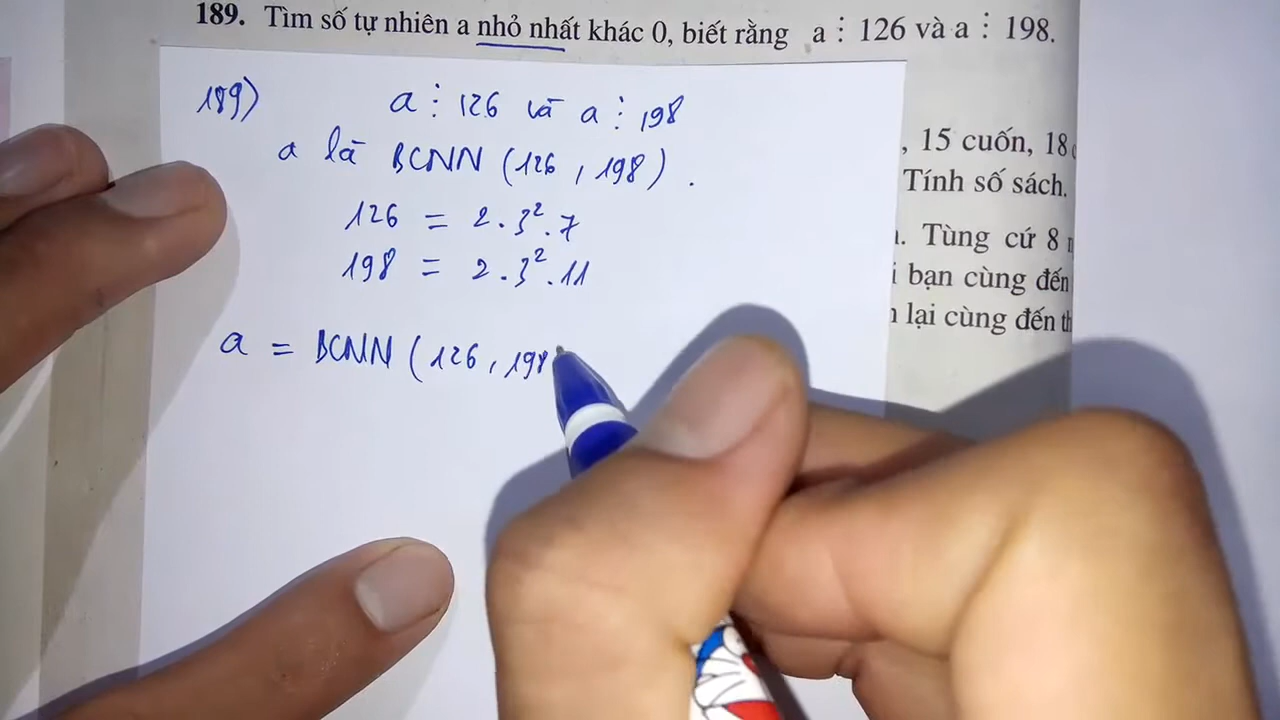 189. Tìm số tự nhiên a nhỏ nhất khác 0, biết rằng a ⋮ 126 và a ⋮ 198.
189) a ⋮ 126 và a ⋮ 198
a là BCNN (126, 198).
126 = 2.3².7
198 = 2.3².11
a = BCNN (126, 198
, 15 cuốn, 18
Tính số sách.
. Tùng cứ 8
bạn cùng đến
lại cùng đến